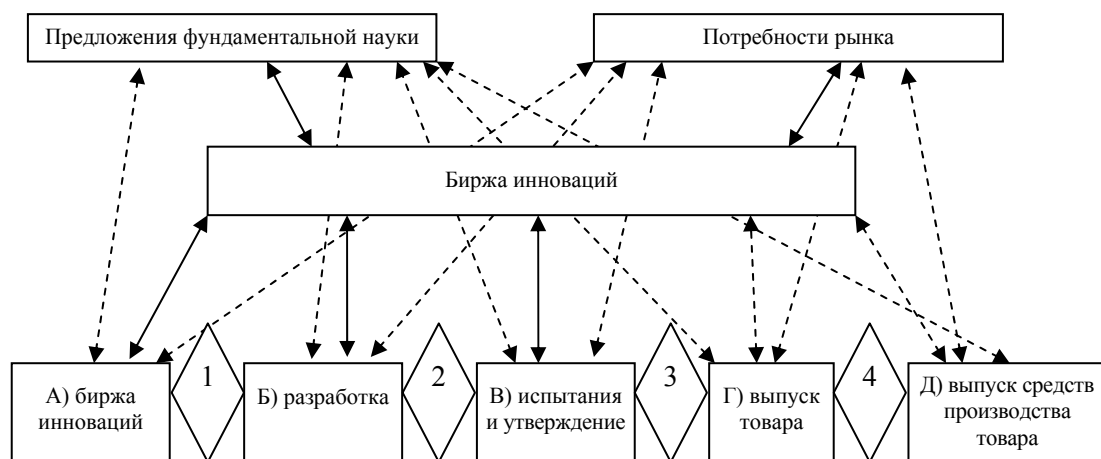 Предложения фундаментальной науки
Потребности рынка
Биржа инноваций
А) биржа
инноваций
1
Б) разработка
2
В) испытания
и утверждение
3
Г) выпуск
товара
4
Д) выпуск средств
производства
товара